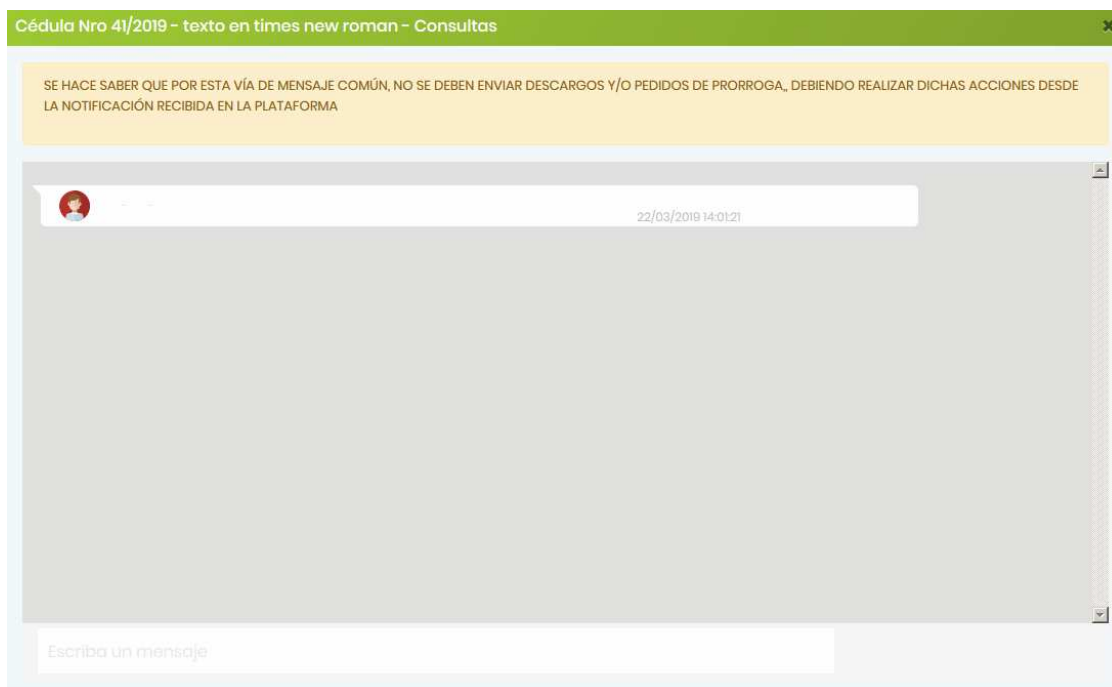 Cédula Nro 41/2019 - texto en times new roman - Consultas
SE HACE SABER QUE POR ESTA VÍA DE MENSAJE COMÚN, NO SE DEBEN ENVIAR DESCARGOS Y/O PEDIDOS DE PRORROGA,, DEBIENDO REALIZAR DICHAS ACCIONES DESDE
LA NOTIFICACIÓN RECIBIDA EN LA PLATAFORMA
22/03/2019 14:01:21
Escriba un mensaje